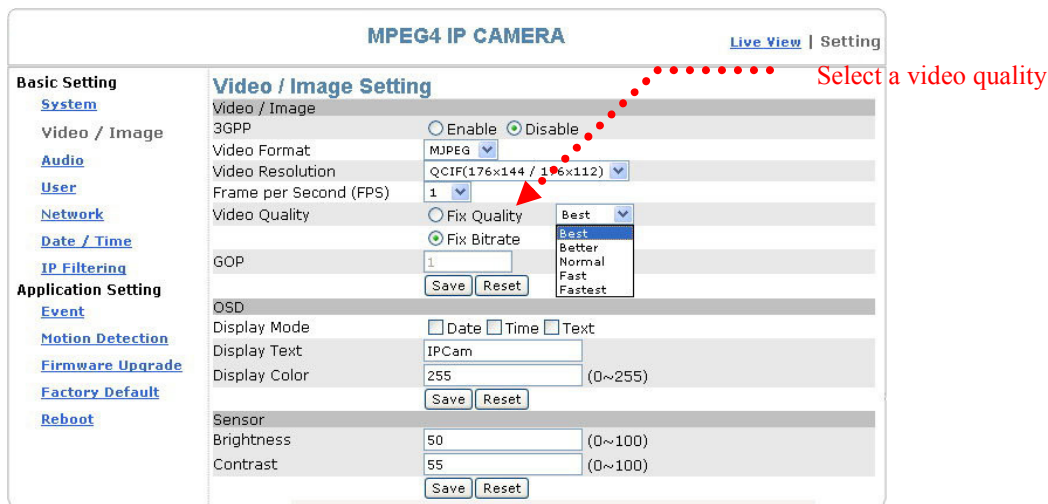 MPEG4 IP CAMERA
Live View | Setting
Select a video quality
Basic Setting
System
Video / Image
Audio
User
Network
Date / Time
IP Filtering
Application Setting
Event
Motion Detection
Firmware Upgrade
Factory Default
Reboot
Video / Image Setting
Video / Image
3GPP Enable Disable
Video Format MJPEG
Video Resolution QCIF(176x144 / 176x112)
Frame per Second (FPS) 1
Video Quality Fix Quality Best
Fix Bitrate Best
Better
Normal
Fast
Fastest
GOP 1
Save Reset
OSD
Display Mode Date Time Text
Display Text IPCam
Display Color 255 (0~255)
Save Reset
Sensor
Brightness 50 (0~100)
Contrast 55 (0~100)
Save Reset